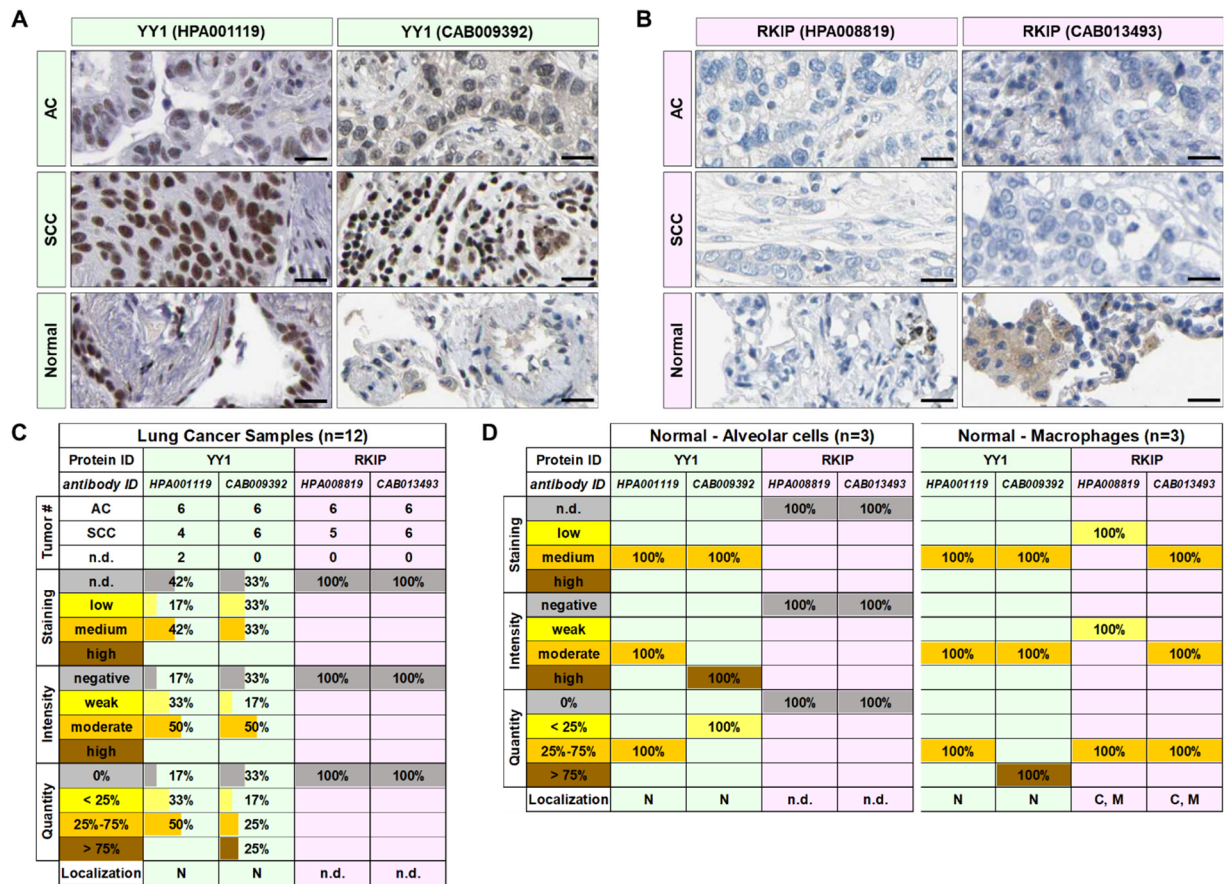 A
YY1 (HPA001119) YY1 (CAB009392)
AC
SCC
Normal
B
RKIP (HPA008819) RKIP (CAB013493)
AC
SCC
Normal
C
Lung Cancer Samples (n=12)
Protein ID YY1 RKIP
antibody ID HPA001119 CAB009392 HPA008819 CAB013493
Tumor #
AC 6 6 6 6
SCC 4 6 5 6
n.d. 2 0 0 0
Staining
n.d. 42% 33% 100% 100%
low 17% 33%
medium 42% 33%
high
Intensity
negative 17% 33% 100% 100%
weak 33% 17%
moderate 50% 50%
high
Quantity
0% 17% 33% 100% 100%
< 25% 33% 17%
25%-75% 50% 25%
> 75% 25%
Localization N N n.d. n.d.
D
Normal - Alveolar cells (n=3) Normal - Macrophages (n=3)
Protein ID YY1 RKIP YY1 RKIP
antibody ID HPA001119 CAB009392 HPA008819 CAB013493 HPA001119 CAB009392 HPA008819 CAB013493
Staining
n.d. 100% 100%
low 100%
medium 100% 100% 100% 100% 100%
high
Intensity
negative 100% 100%
weak 100%
moderate 100% 100% 100% 100%
high 100%
Quantity
0% 100% 100%
< 25% 100%
25%-75% 100% 100% 100% 100%
> 75% 100%
Localization N N n.d. n.d. N N C, M C, M